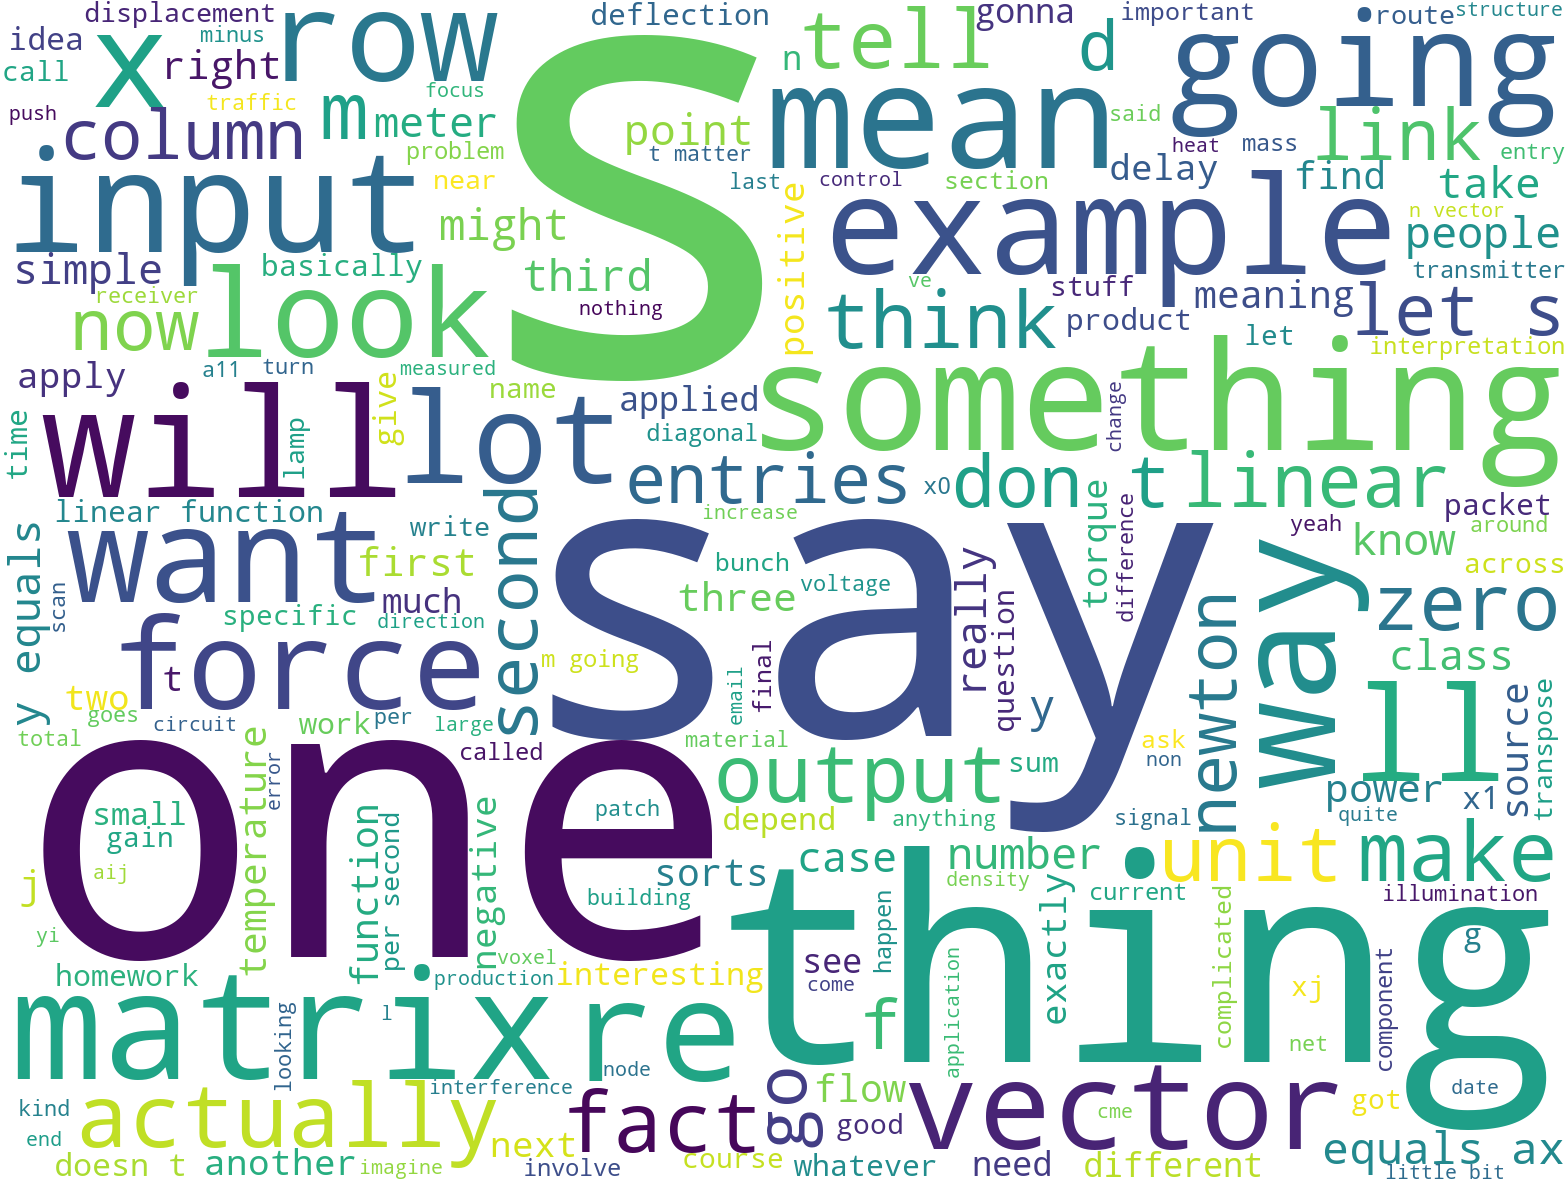 displacement
deflection
gonna
important
route
structure
idea
minus
x
row
S
tell
n
d
going
call
right
push
traffic
focus
m
meter
column
point
mean
said
link
input
problem
t matter
heat
mass
entry
near
last
control
section
delay
find
take
positive
example
n vector
might
people
simple
basically
third
ve
stuff
meaning
transmitter
receiver
look
nothing
now
think
product
let
let s
interpretation
apply
a11
turn
measured
name
applied
something
change
will
give
lot
time
lamp
diagonal
entries
x0
don t
linear
linear function
second
write
increase
torque
difference
packet
yeah
around
want
first
bunch
say
know
across
y equals
scan
specific
much
direction
three
voltage
really
question
way
zero
force
m going
newton
class
two
t
final
email
y
ll
source
transpose
goes
circuit
work
per
large
total
called
material
ask
non
one
temperature
error
output
sum
power
x1
quite
small
gain
function
per second
negative
patch
depend
anything
signal
unit
make
j
aij
sorts
case
number
thing
building
density
current
illumination
yi
exactly
complicated
g
homework
voxel
production
interesting
see
come
happen
application
xj
component
matrix
looking
l
re
f
net
node
interference
go
flow
vector
date
kind
actually
fact
good
cme
got
end
next
equals ax
doesn t
another
imagine
involve
course
whatever
need
different
little bit